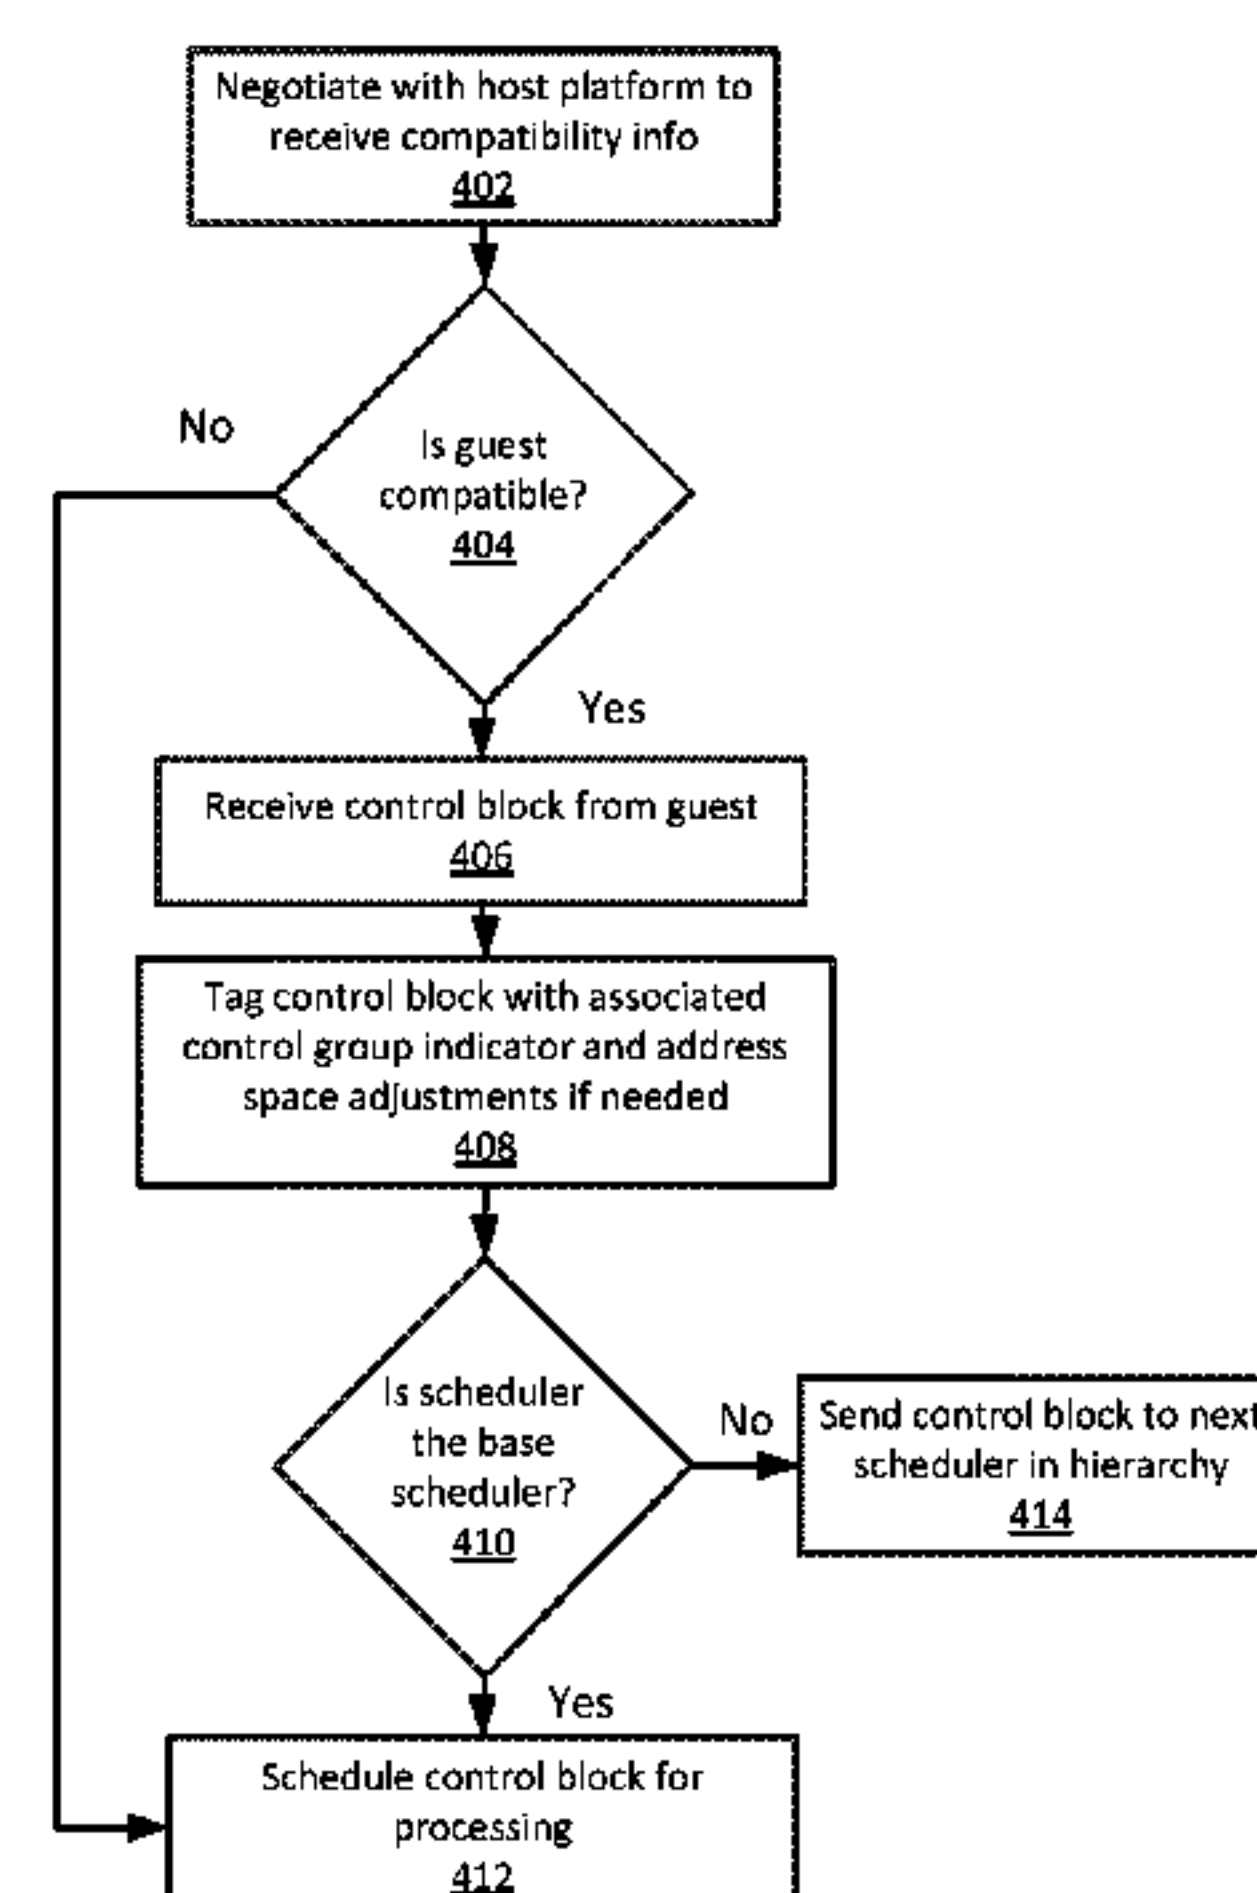 Negotiate with host platform to
receive compatibility info
402
No
Is guest
compatible?
404
Yes
Receive control block from guest
406
Tag control block with associated
control group indicator and address
space adjustments if needed
408
Is scheduler
the base
scheduler?
410
No
Send control block to next
scheduler in hierarchy
414
Yes
Schedule control block for
processing
412